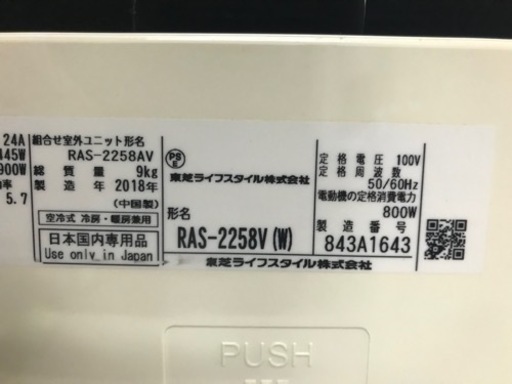 24A
445W
900W
率
5.7
組合せ室外ユニット形名
RAS-2258AV
総 質 量 9kg
製 造 年 2018年
(中国製)
空冷式 冷房・暖房兼用
日本国内専用品
Use only in Japan
PS
E
東芝ライフスタイル株式会社
形名
RAS-2258V(W)
定 格 電 圧 100V
定 格 周 波 数
50/60Hz
電動機の定格消費電力
800W
製 造 番 号
843A1643
東芝ライフスタイル株式会社
PUSH